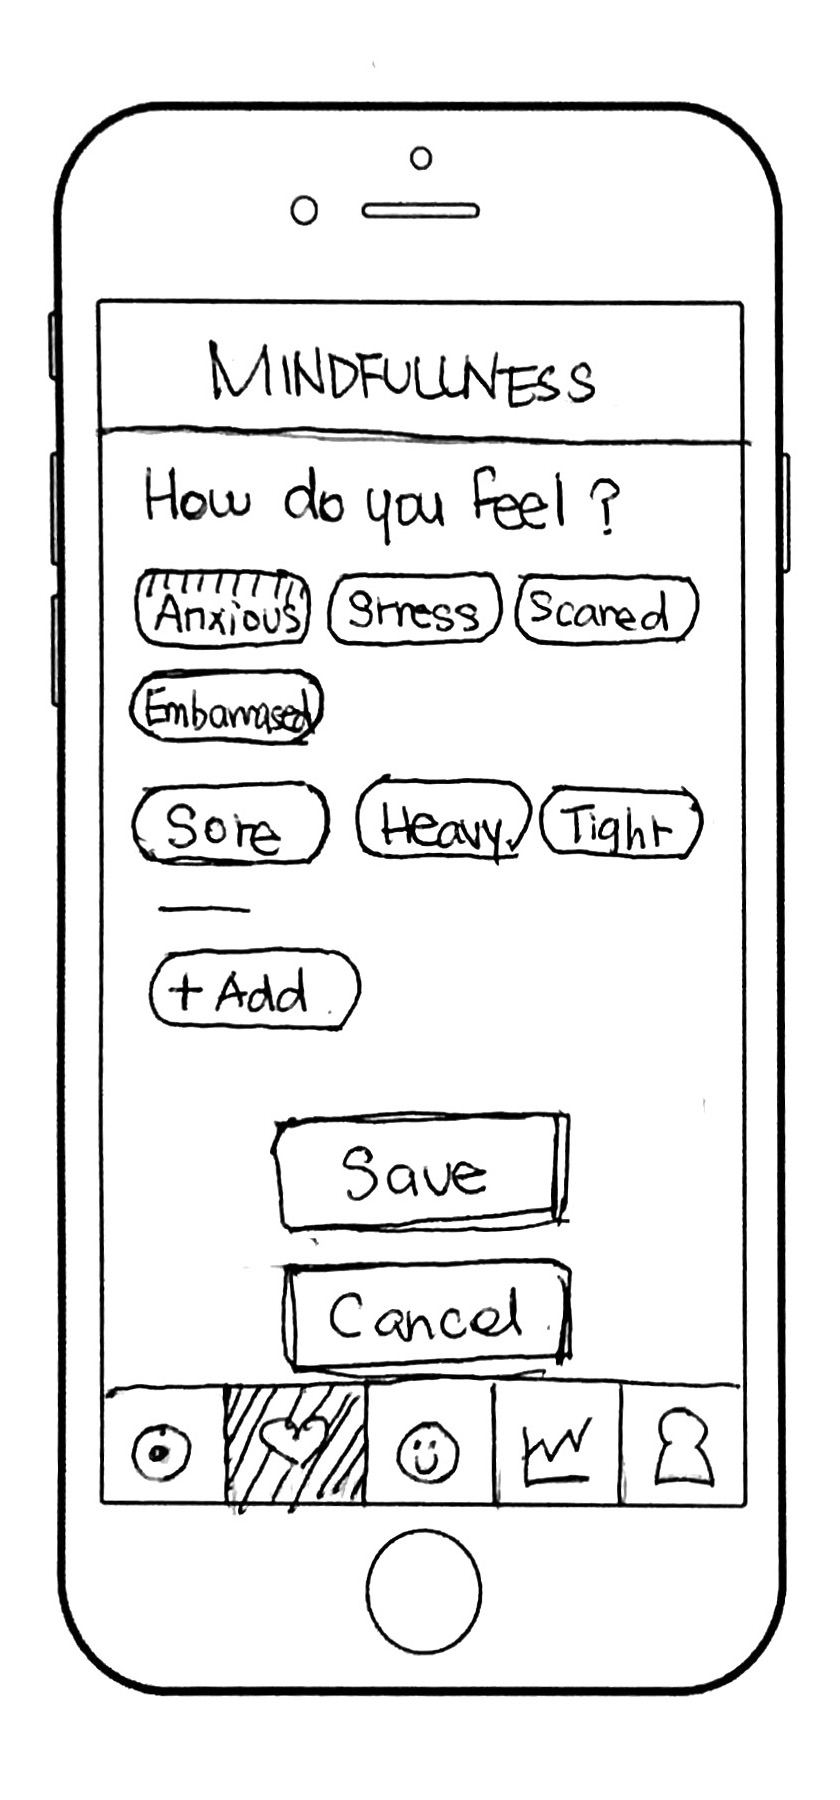 MINDFULLNESS
How do you feel?
Anxious Stress Scared
Embarrased
Sore Heavy Tight
+ Add
Save
Cancel